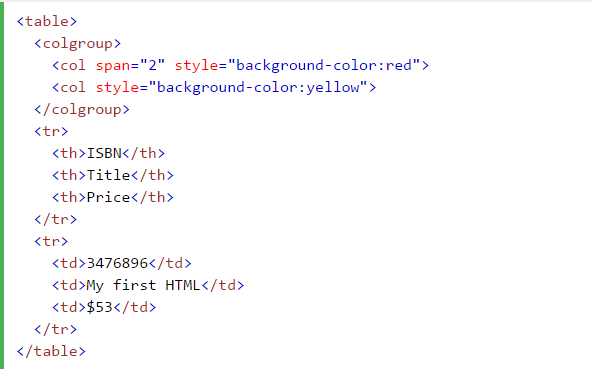 <table>
<colgroup>
<col span="2" style="background-color:red">
<col style="background-color:yellow">
</colgroup>
<tr>
<th>ISBN</th>
<th>Title</th>
<th>Price</th>
</tr>
<tr>
<td>3476896</td>
<td>My first HTML</td>
<td>$53</td>
</tr>
</table>